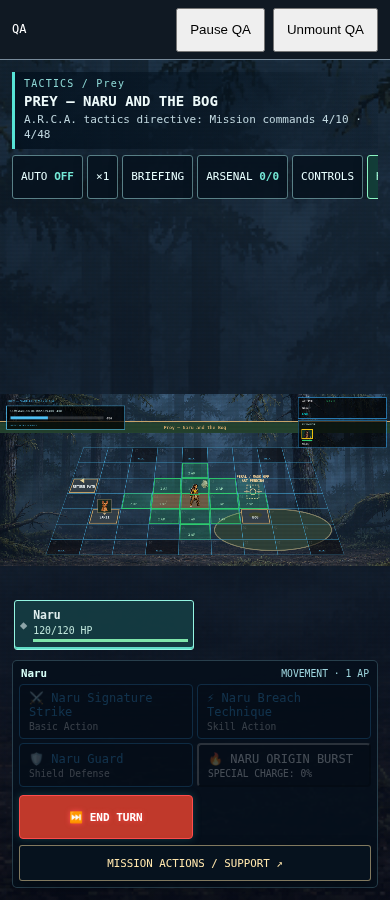 QA
Pause QA
Unmount QA
TACTICS / Prey
PREY — NARU AND THE BOG
A.R.C.A. tactics directive: Mission commands 4/10 ·
4/48
AUTO OFF
×1
BRIEFING
ARSENAL 0/0
CONTROLS
Prey — Naru and the Bog
RETURN PATH
BOG
Naru
120/120 HP
Naru
MOVEMENT · 1 AP
⚔️ Naru Signature
Strike
Basic Action
⚡ Naru Breach
Technique
Skill Action
🛡️ Naru Guard
Shield Defense
🔥 NARU ORIGIN BURST
SPECIAL CHARGE: 0%
⏩ END TURN
MISSION ACTIONS / SUPPORT ↗